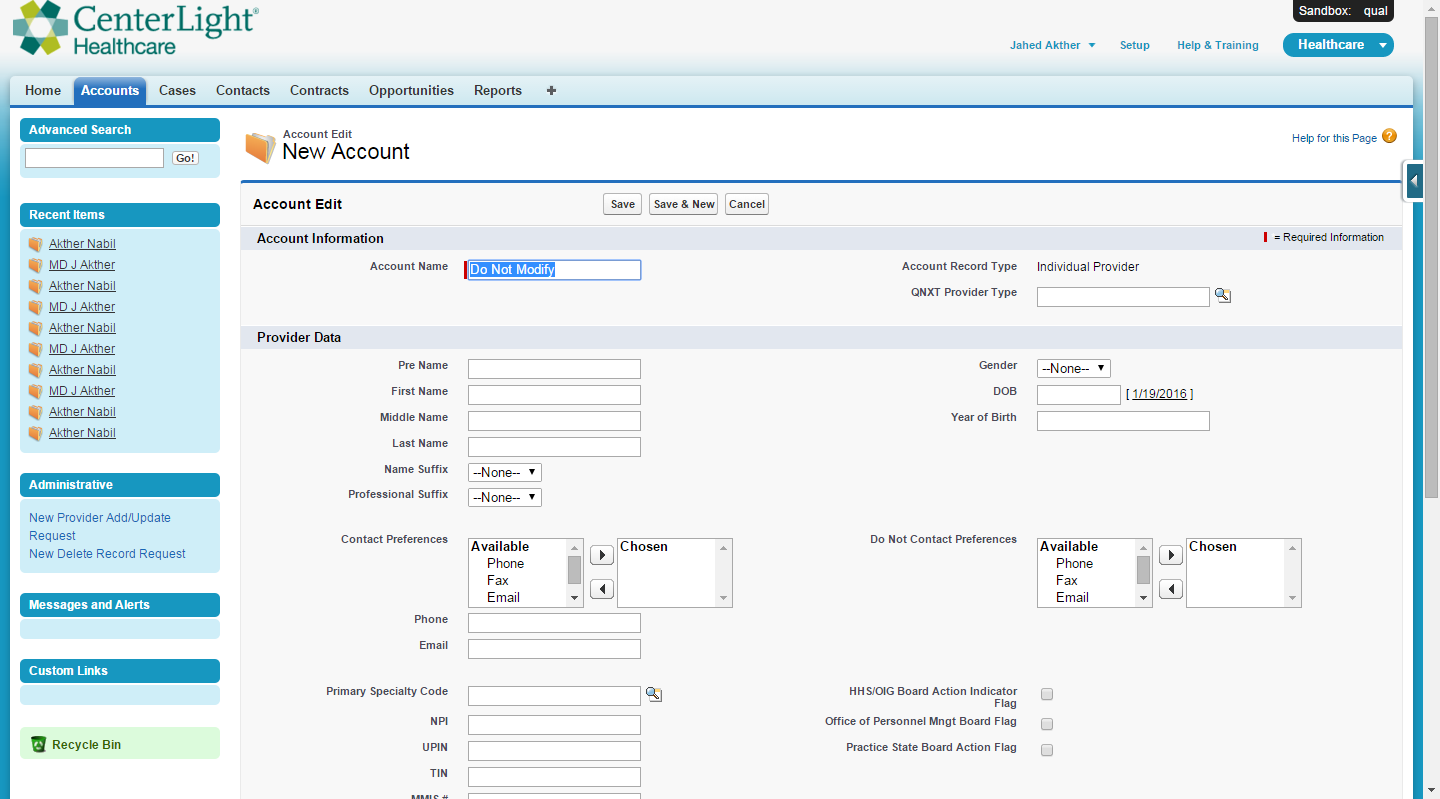 CenterLight®
Healthcare
Sandbox: qual
Jahed Akther Setup Help & Training Healthcare
Home Accounts Cases Contacts Contracts Opportunities Reports +
Advanced Search
Go!
Recent Items
Akther Nabil
MD J Akther
Akther Nabil
MD J Akther
Akther Nabil
MD J Akther
Akther Nabil
MD J Akther
Akther Nabil
Akther Nabil
Administrative
New Provider Add/Update
Request
New Delete Record Request
Messages and Alerts
Custom Links
Recycle Bin
Account Edit
New Account
Help for this Page ?
Account Edit Save Save & New Cancel
Account Information = Required Information
Account Name Do Not Modify Account Record Type Individual Provider
QNXT Provider Type
Provider Data
Pre Name Gender --None--
First Name DOB [ 1/19/2016 ]
Middle Name Year of Birth
Last Name
Name Suffix --None--
Professional Suffix --None--
Contact Preferences Available Chosen Do Not Contact Preferences Available Chosen
Phone Phone
Fax Fax
Email Email
Phone
Email
Primary Specialty Code HHS/OIG Board Action Indicator
Flag
NPI Office of Personnel Mngt Board Flag
UPIN Practice State Board Action Flag
TIN
MMIS #